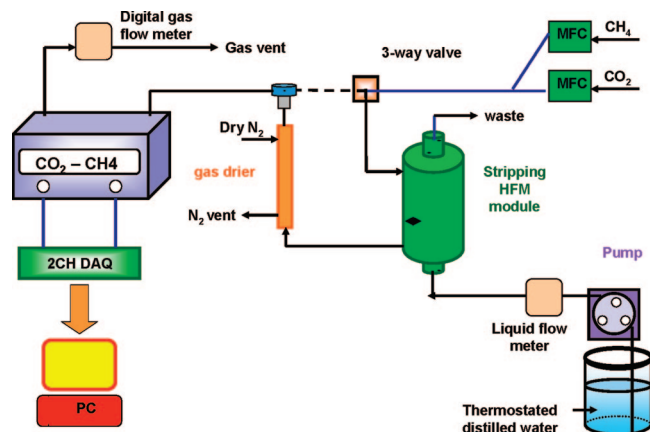 Digital gas
flow meter
Gas vent
3-way valve
MFC
CH4
MFC
CO2
waste
Dry N2
CO2 – CH4
gas drier
Stripping
HFM
module
N2 vent
2CH DAQ
Pump
Liquid flow
meter
PC
Thermostated
distilled water